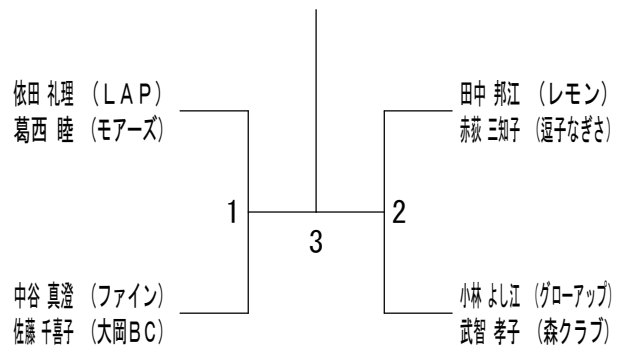 依田 礼理 （ＬＡＰ）
葛西 睦 （モアーズ）
田中 邦江 （レモン）
赤荻 三知子 （逗子なぎさ）
1
2
3
中谷 真澄 （ファイン）
佐藤 千喜子 （大岡ＢＣ）
小林 よし江 （グローアップ）
武智 孝子 （森クラブ）